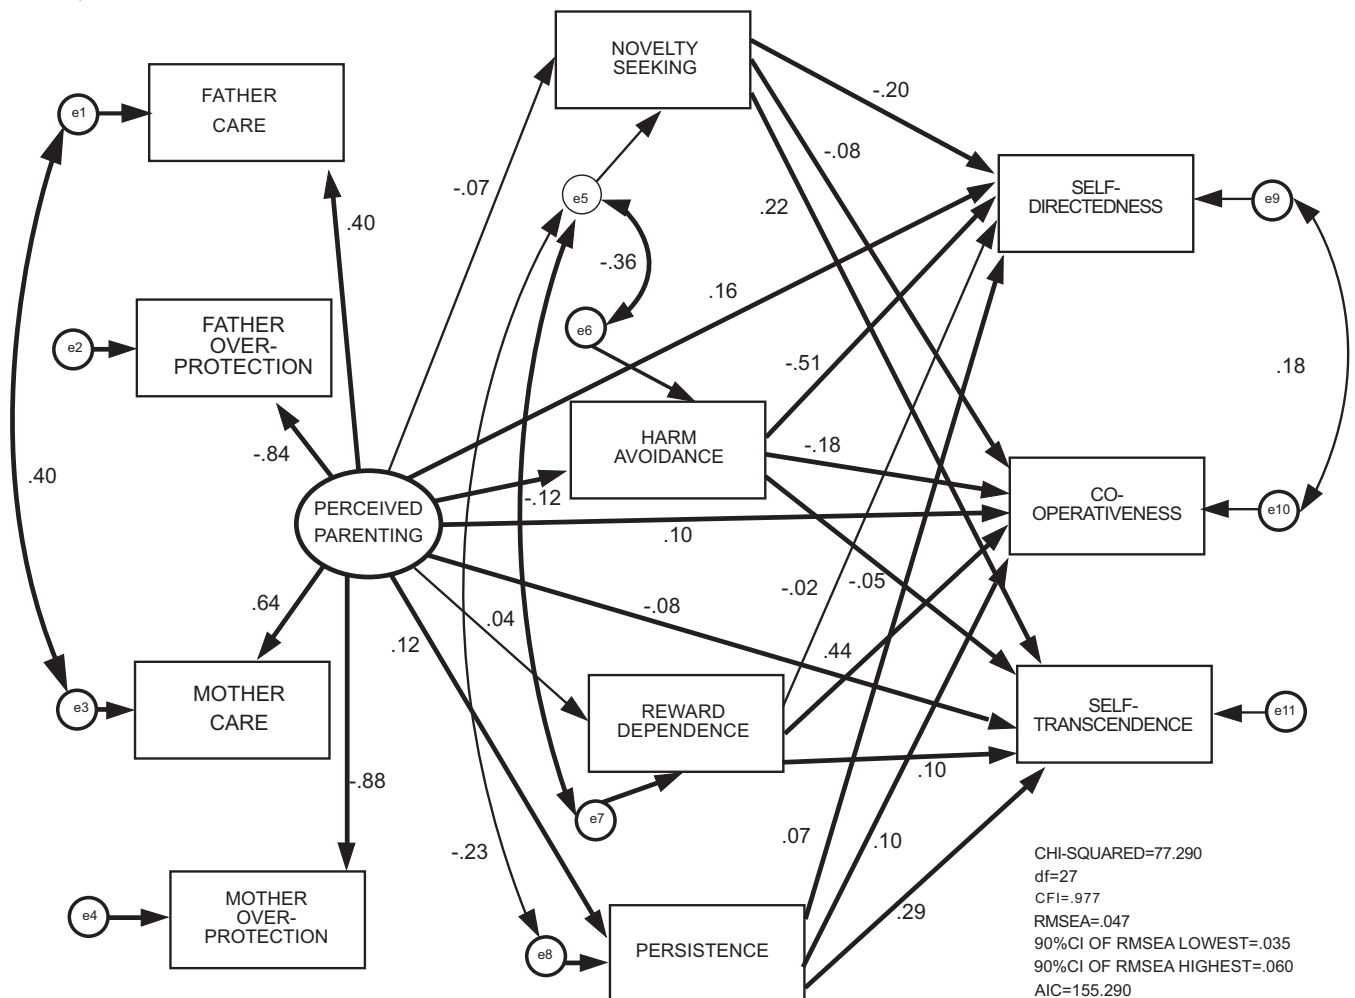 NOVELTY
SEEKING
FATHER
CARE
e1
-.20
-.08
SELF-
DIRECTEDNESS
e9
-.07
e5
.22
.40
-.36
.16
FATHER
OVER-
PROTECTION
e2
e6
-.51
.18
HARM
AVOIDANCE
-.18
-.84
.40
PERCEIVED
PARENTING
-.12
.10
CO-
OPERATIVENESS
e10
.64
-.08
-.02
-.05
.04
.12
.44
MOTHER
CARE
e3
REWARD
DEPENDENCE
SELF-
TRANSCENDENCE
e11
-.88
.10
e7
-.23
.07
.10
MOTHER
OVER-
PROTECTION
e4
.29
e8
PERSISTENCE
CHI-SQUARED=77.290
df=27
CFI=.977
RMSEA=.047
90%CI OF RMSEA LOWEST=.035
90%CI OF RMSEA HIGHEST=.060
AIC=155.290